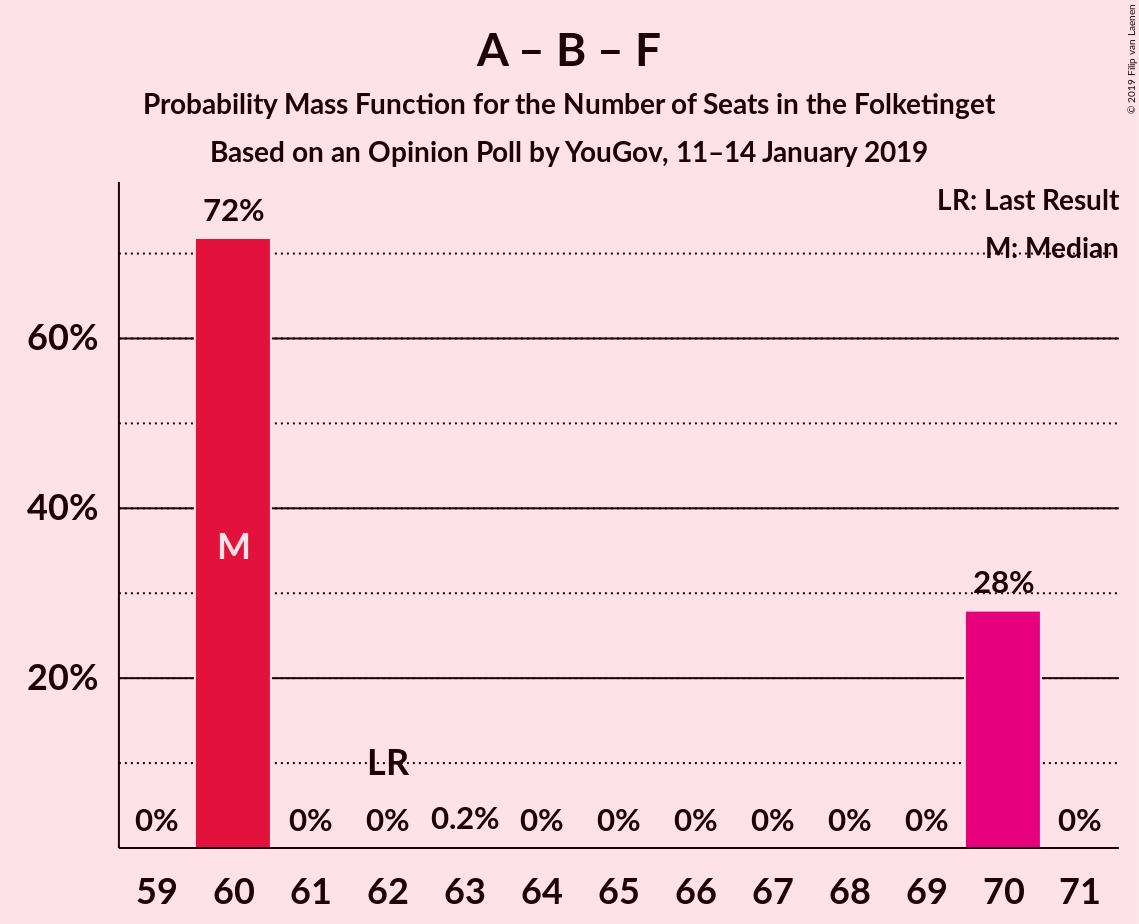 A – B – F
Probability Mass Function for the Number of Seats in the Folketinget
Based on an Opinion Poll by YouGov, 11–14 January 2019
© 2019 Filip van Laenen
LR: Last Result
M: Median
72%
60%
40%
M
28%
20%
LR
0% 0% 0% 0.2% 0% 0% 0% 0% 0% 0% 0%
59 60 61 62 63 64 65 66 67 68 69 70 71